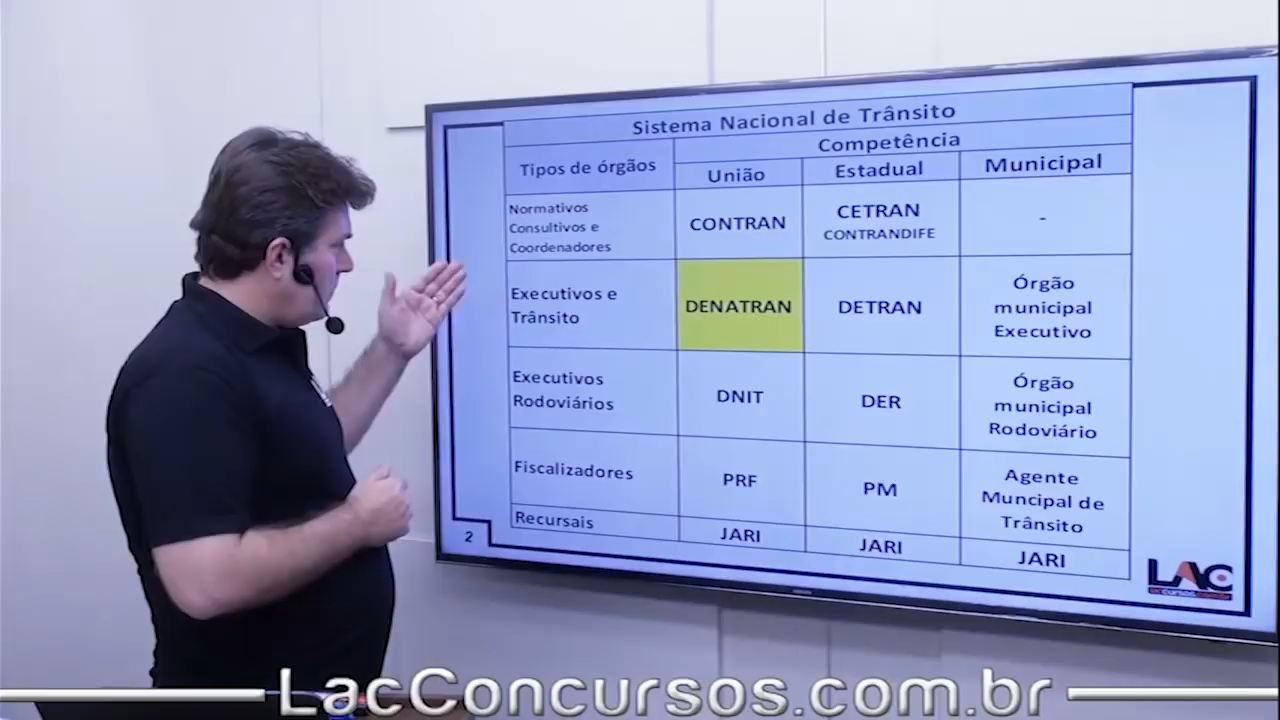 Sistema Nacional de Trânsito
Tipos de órgãos
Competência
União
Estadual
Municipal
Normativos
Consultivos e
Coordenadores
CONTRAN
CETRAN
CONTRANDIFE
-
Executivos e
Trânsito
DENATRAN
DETRAN
Órgão
municipal
Executivo
Executivos
Rodoviários
DNIT
DER
Órgão
municipal
Rodoviário
Fiscalizadores
PRF
PM
Agente
Muncipal de
Trânsito
Recursais
JARI
JARI
JARI
2
LAC
LacConcursos.com.br